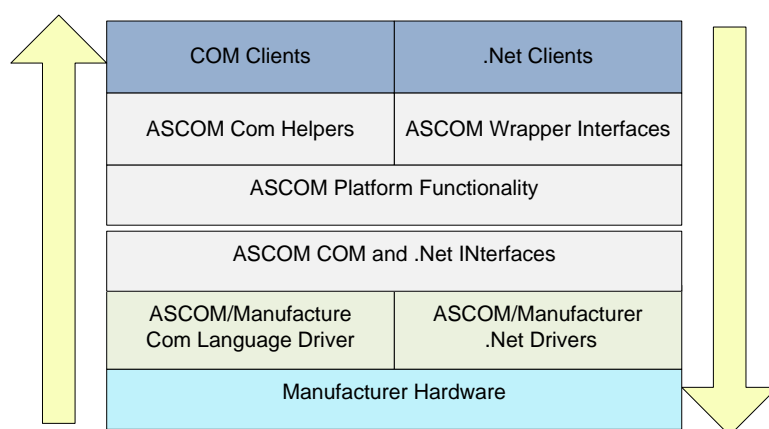 COM Clients
.Net Clients
ASCOM Com Helpers
ASCOM Wrapper Interfaces
ASCOM Platform Functionality
ASCOM COM and .Net INterfaces
ASCOM/Manufacture
Com Language Driver
ASCOM/Manufacturer
.Net Drivers
Manufacturer Hardware